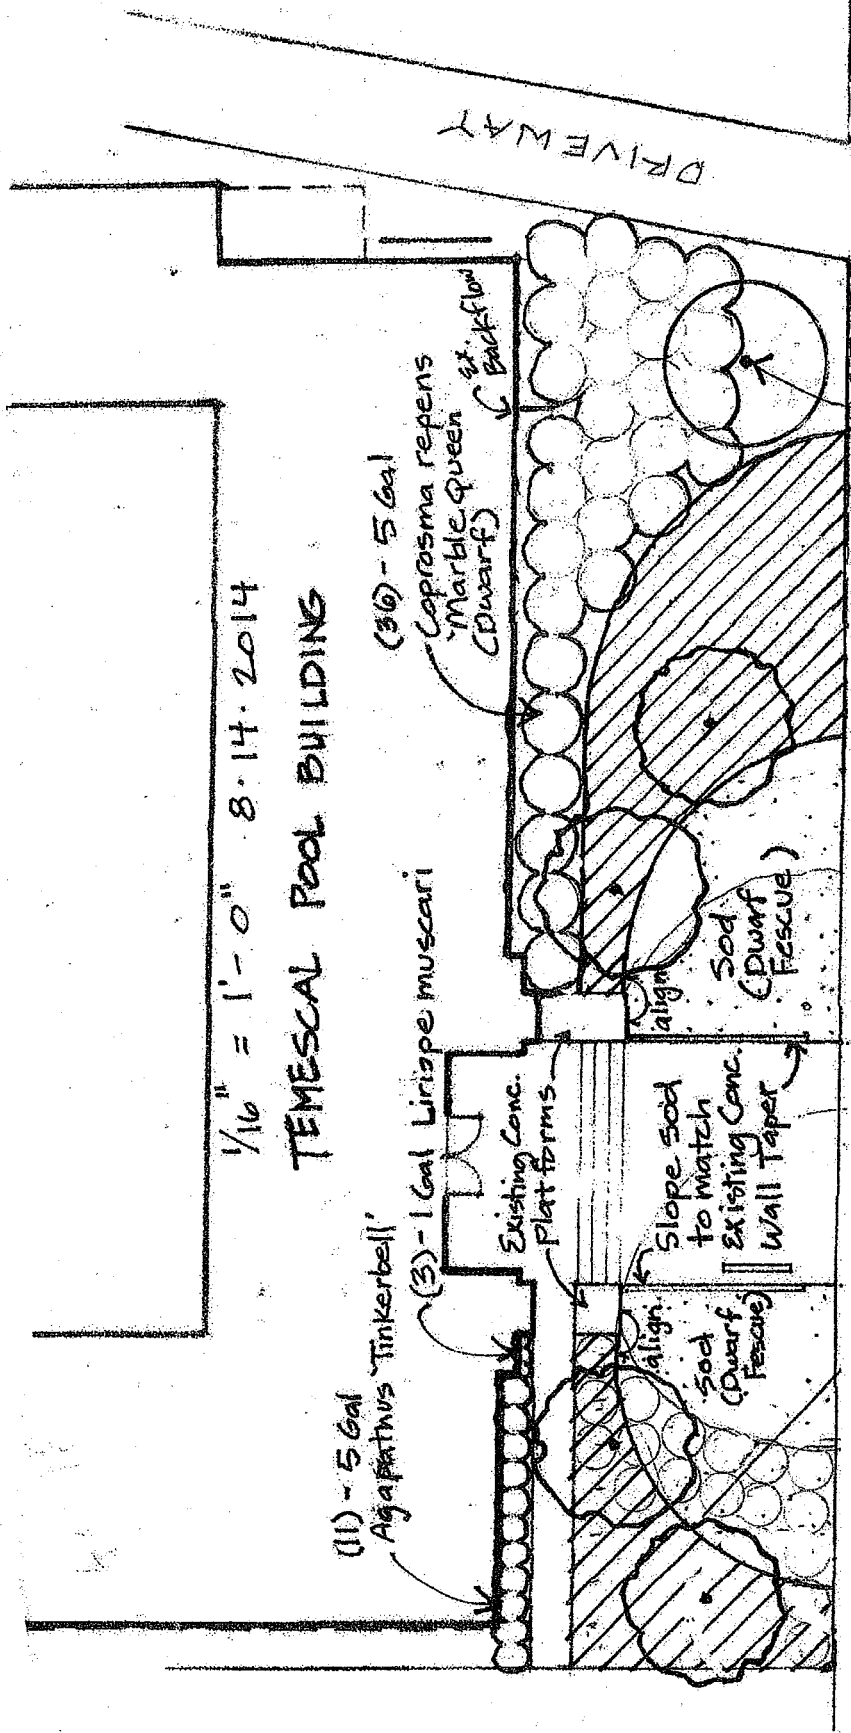 1/16" = 1'-0" 8·14·2014
TEMESCAL POOL BUILDING
DRIVEWAY
(11) - 5 Gal
Agapathus 'Tinkerbell'
(3) - 1 Gal Liriope muscari
(36) - 5 Gal
Coprosma repens
'Marble Queen
(Dwarf)
Ex.
Backflow
Existing Conc.
Platforms
align
Sod
(Dwarf
Fescue)
Slope sod
to match
Existing Conc.
Wall Taper
align
Sod
(Dwarf
Fescue)